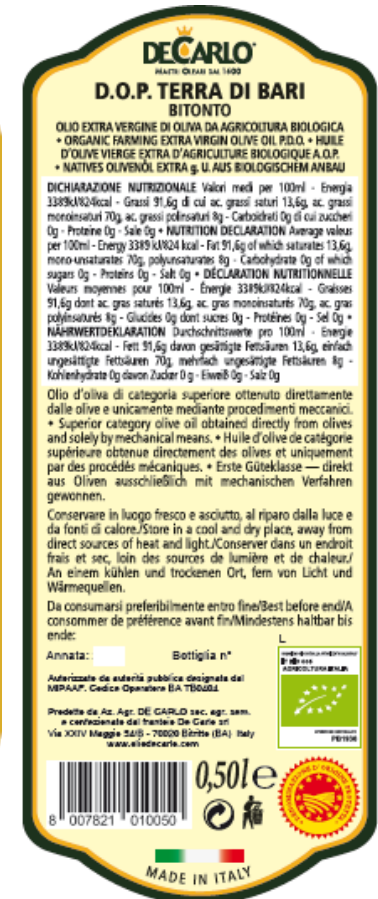 DECARLO
MASTRI OLEARI DAL 1600
D.O.P. TERRA DI BARI
BITONTO
OLIO EXTRA VERGINE DI OLIVA DA AGRICOLTURA BIOLOGICA
• ORGANIC FARMING EXTRA VIRGIN OLIVE OIL P.D.O. • HUILE
D'OLIVE VIERGE EXTRA D'AGRICULTURE BIOLOGIQUE A.O.P.
• NATIVES OLIVENÖL EXTRA g. U. AUS BIOLOGISCHEM ANBAU
DICHIARAZIONE NUTRIZIONALE Valori medi per 100ml - Energia
3389kJ/824kcal - Grassi 91,6g di cui ac. grassi saturi 13,6g, ac. grassi
monoinsaturi 70g, ac. grassi polinsaturi 8g - Carboidrati 0g di cui zuccheri
0g - Proteine 0g - Sale 0g • NUTRITION DECLARATION Average values
per 100ml - Energy 3389 kJ/824 kcal - Fat 91,6g of which saturates 13,6g,
mono-unsaturates 70g, polyunsaturates 8g - Carbohydrate 0g of which
sugars 0g - Proteins 0g - Salt 0g • DÉCLARATION NUTRITIONNELLE
Valeurs moyennes pour 100ml - Énergie 3389kJ/824kcal - Graisses
91,6g dont ac. gras saturés 13,6g, ac. gras monoinsaturés 70g, ac. gras
polyinsaturés 8g - Glucides 0g dont sucres 0g - Protéines 0g - Sel 0g •
NÄHRWERTDEKLARATION Durchschnittswerte pro 100ml - Energie
3389kJ/824kcal - Fett 91,6g davon gesättigte Fettsäuren 13,6g, einfach
ungesättigte Fettsäuren 70g, mehrfach ungesättigte Fettsäuren 8g -
Kohlenhydrate 0g davon Zucker 0 g - Eiweiß 0g - Salz 0g
Olio d'oliva di categoria superiore ottenuto direttamente
dalle olive e unicamente mediante procedimenti meccanici.
• Superior category olive oil obtained directly from olives
and solely by mechanical means. • Huile d'olive de catégorie
supérieure obtenue directement des olives et uniquement
par des procédés mécaniques. • Erste Güteklasse — direkt
aus Oliven ausschließlich mit mechanischen Verfahren
gewonnen.
Conservare in luogo fresco e asciutto, al riparo dalla luce e
da fonti di calore./Store in a cool and dry place, away from
direct sources of heat and light./Conserver dans un endroit
frais et sec, loin des sources de lumière et de chaleur./
An einem kühlen und trockenen Ort, fern von Licht und
Wärmequellen.
Da consumarsi preferibilmente entro fine/Best before end/A
consommer de préférence avant fin/Mindestens haltbar bis
ende:
L
Annata: Bottiglia n°
AGRICOLTURA ITALIA
Autorizzata da autorità pubblica designata dal
MIPAAF. Codice Operatore BA TB0404
Prodotto da Az. Agr. DE CARLO soc. agr. sem.
e confezionato dal frantoio De Carlo srl
Via XXIV Maggio 54/B - 70020 Bitritto (BA) Italy
www.oliodecarlo.com
0,50l e
8 007821 010050
DENOMINAZIONE D'ORIGINE PROTETTA
MADE IN ITALY